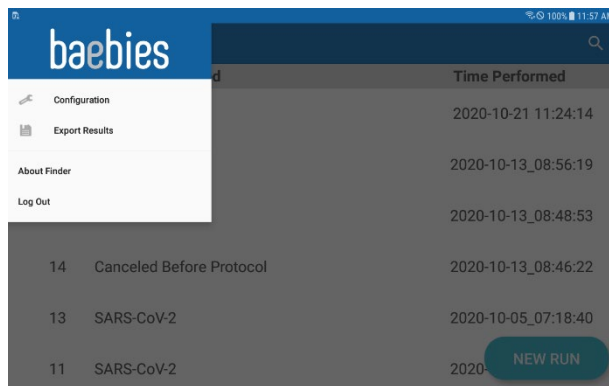 100% 11:57 AM
baebies
d Time Performed
Configuration 2020-10-21 11:24:14
Export Results
About Finder 2020-10-13_08:56:19
Log Out 2020-10-13_08:48:53
14 Canceled Before Protocol 2020-10-13_08:46:22
13 SARS-CoV-2 2020-10-05_07:18:40
11 SARS-CoV-2 2020- NEW RUN